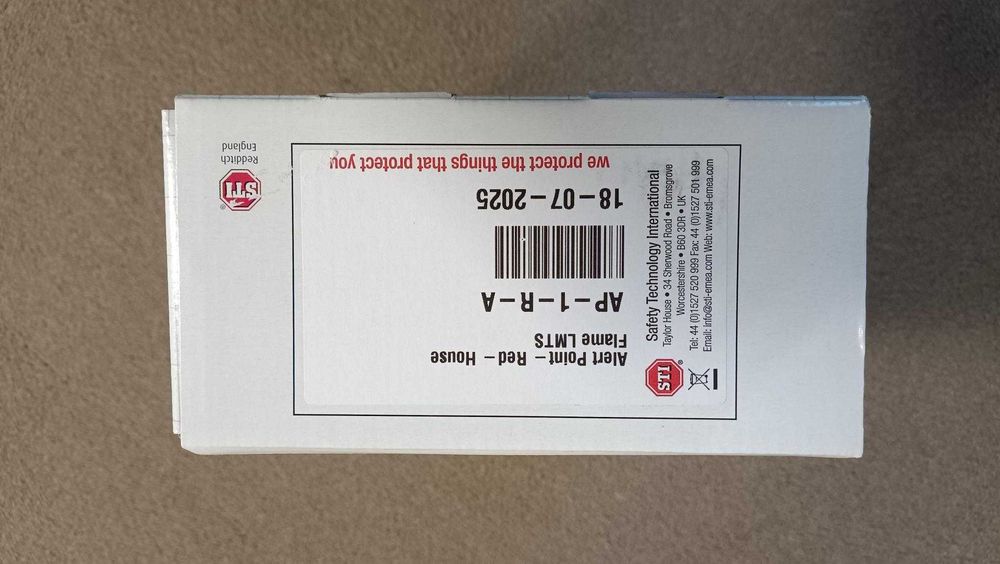 Alert Point – Red – House
Flame LMTS
AP–1–R–A
18–07–2025
we protect the things that protect you
STI
®
Safety Technology International
Taylor House • 34 Sherwood Road • Bromsgrove
Worcestershire • B60 3DR • UK
Tel: 44 (0)1527 520 999 Fax: 44 (0)1527 501 999
Email: info@sti-emea.com Web: www.sti-emea.com
STI
®
Redditch
England